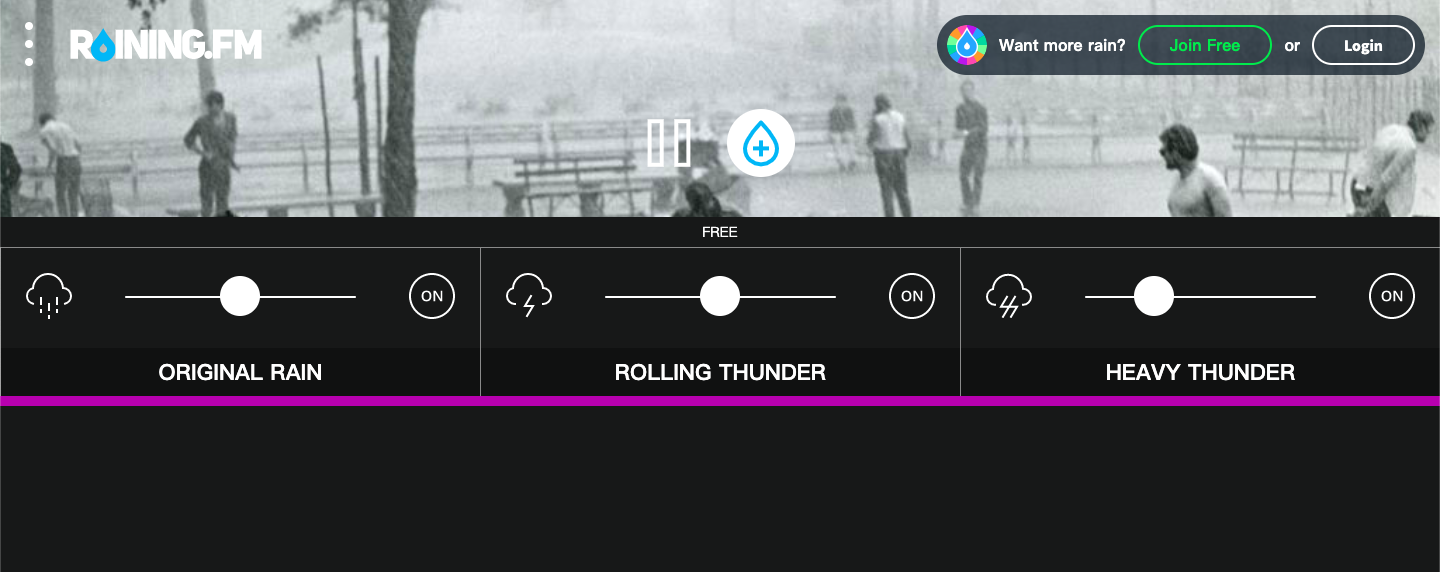 RAINING.FM
Want more rain? Join Free or Login
FREE
ON
ON
ON
ORIGINAL RAIN
ROLLING THUNDER
HEAVY THUNDER